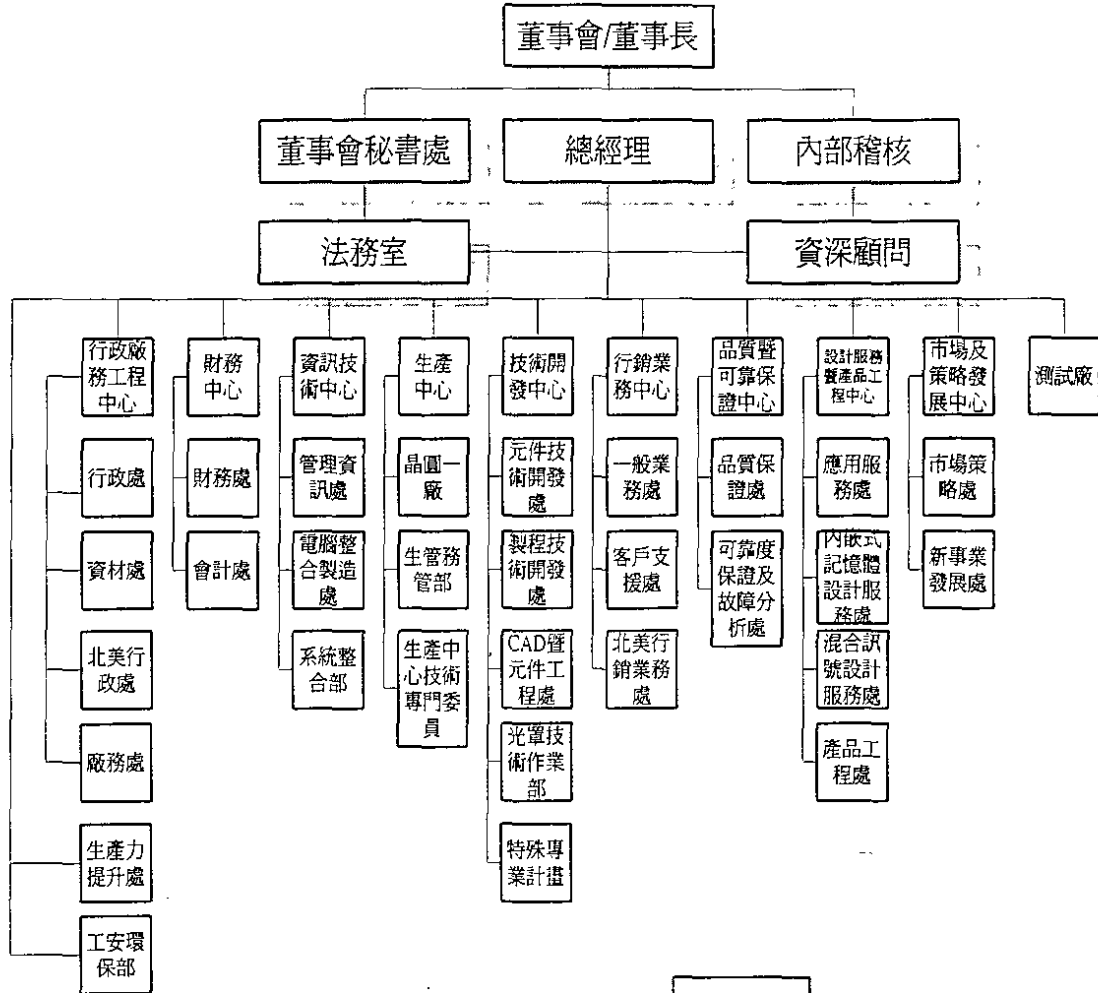 董事會/董事長
董事會秘書處
總經理
內部稽核
法務室
資深顧問
行政廠
務工程
中心
財務
中心
資訊技
術中心
生產
中心
技術開
發中心
行銷業
務中心
品質暨
可靠保
證中心
設計服務
暨產品工
程中心
市場及
策略發
展中心
測試廠
行政處
財務處
管理資
訊處
晶圓一
廠
元件技
術開發
處
一般業
務處
品質保
證處
應用服
務處
市場策
略處
資材處
會計處
電腦整
合製造
處
生管務
管部
製程技
術開發
處
客戶支
援處
可靠度
保證及
故障分
析處
內嵌式
記憶體
設計服
務處
新事業
發展處
北美行
政處
系統整
合部
生產中
心技術
專門委
員
CAD暨
元件工
程處
北美行
銷業務
處
混合訊
號設計
服務處
廠務處
光罩技
術作業
部
產品工
程處
生產力
提升處
特殊專
業計畫
工安環
保部